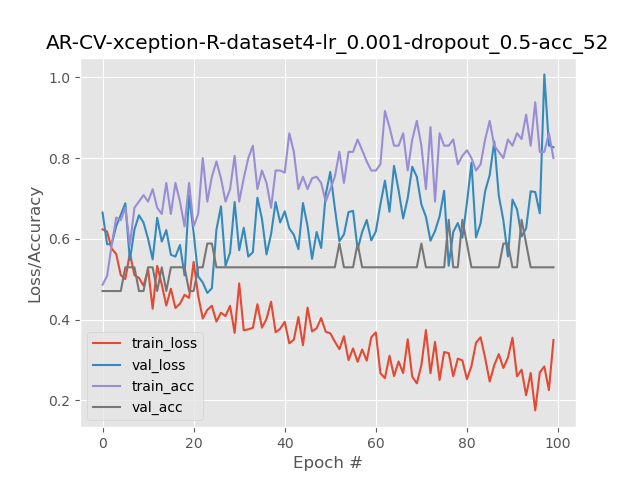 AR-CV-xception-R-dataset4-lr_0.001-dropout_0.5-acc_52
1.0
0.8
0.6
0.4
0.2
Loss/Accuracy
train_loss
val_loss
train_acc
val_acc
0 20 40 60 80 100
Epoch #